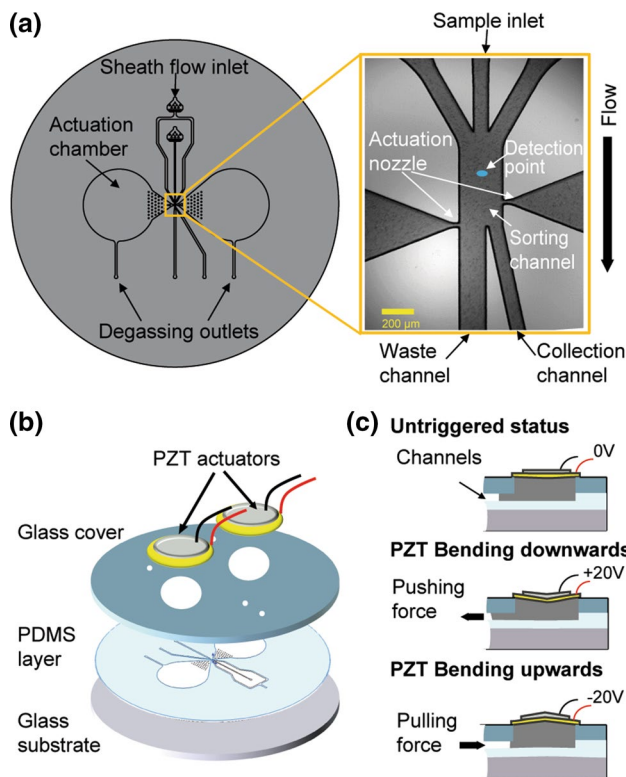 (a)
Sheath flow inlet
Actuation
chamber
Degassing outlets
Sample inlet
Actuation
nozzle
Detection
point
Sorting
channel
200 µm
Waste
channel
Collection
channel
Flow
(b)
PZT actuators
Glass cover
PDMS
layer
Glass
substrate
(c)
Untriggered status
Channels
0V
PZT Bending downwards
Pushing
force
+20V
PZT Bending upwards
Pulling
force
-20V